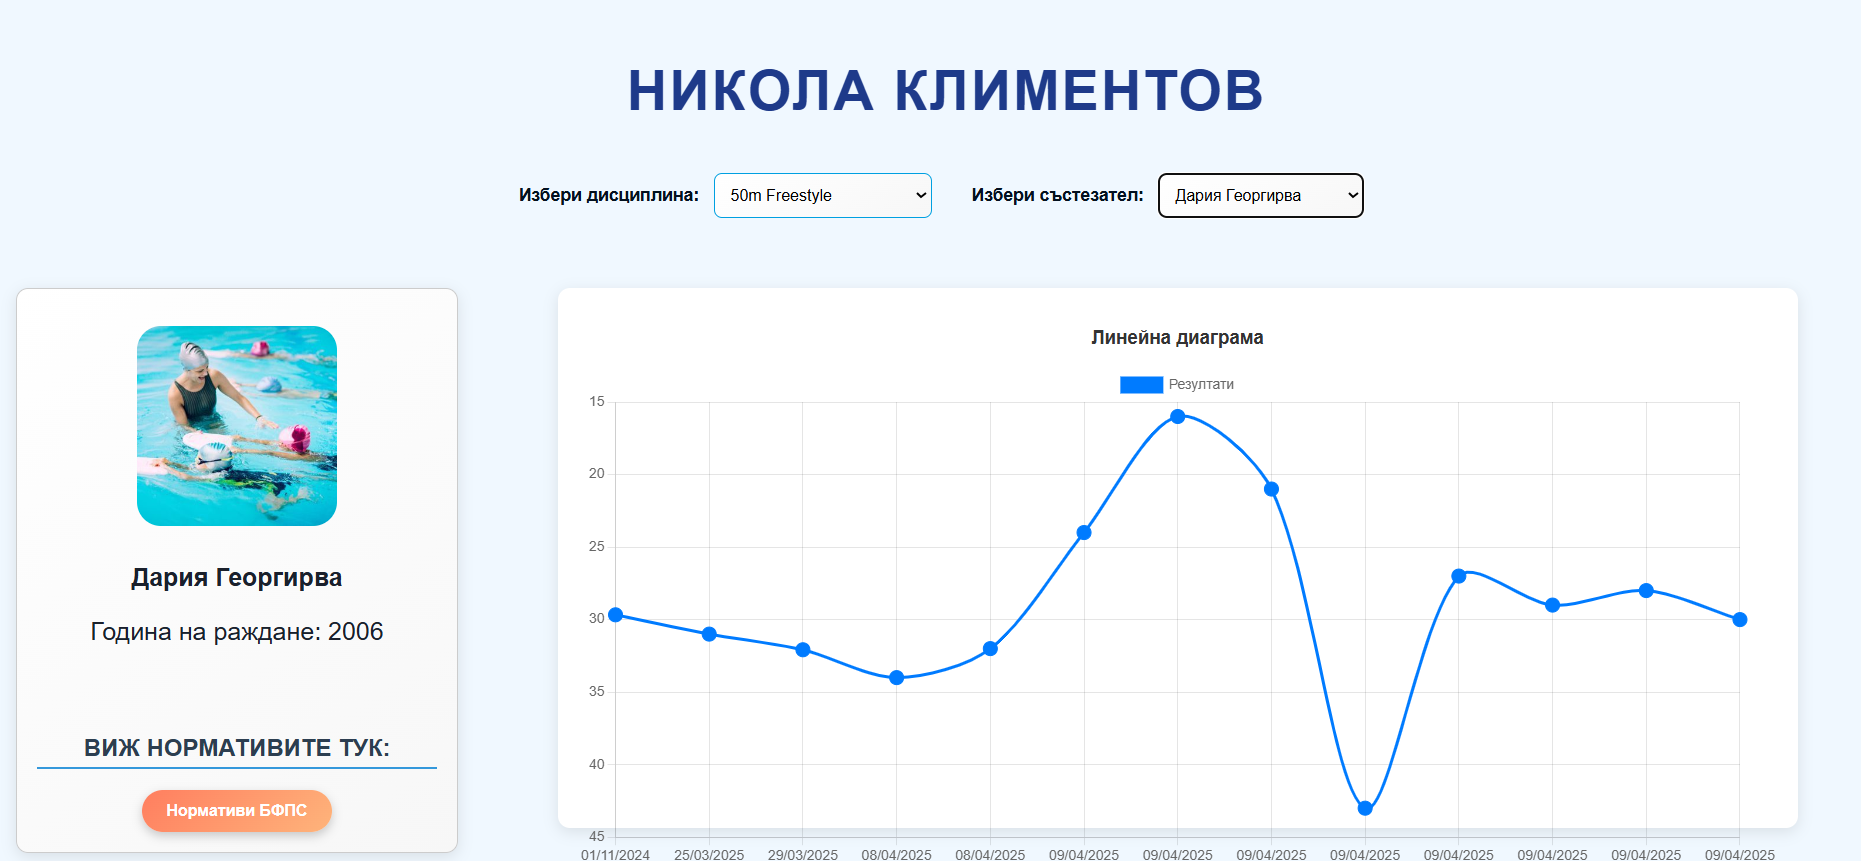 НИКОЛА КЛИМЕНТОВ
Избери дисциплина: 50m Freestyle Избери състезател: Дария Георгирва
Дария Георгирва
Година на раждане: 2006
ВИЖ НОРМАТИВИТЕ ТУК:
Нормативи БФПС
Линейна диаграма
Резултати
15
20
25
30
35
40
45
01/11/2024 25/03/2025 29/03/2025 08/04/2025 08/04/2025 09/04/2025 09/04/2025 09/04/2025 09/04/2025 09/04/2025 09/04/2025 09/04/2025 09/04/2025